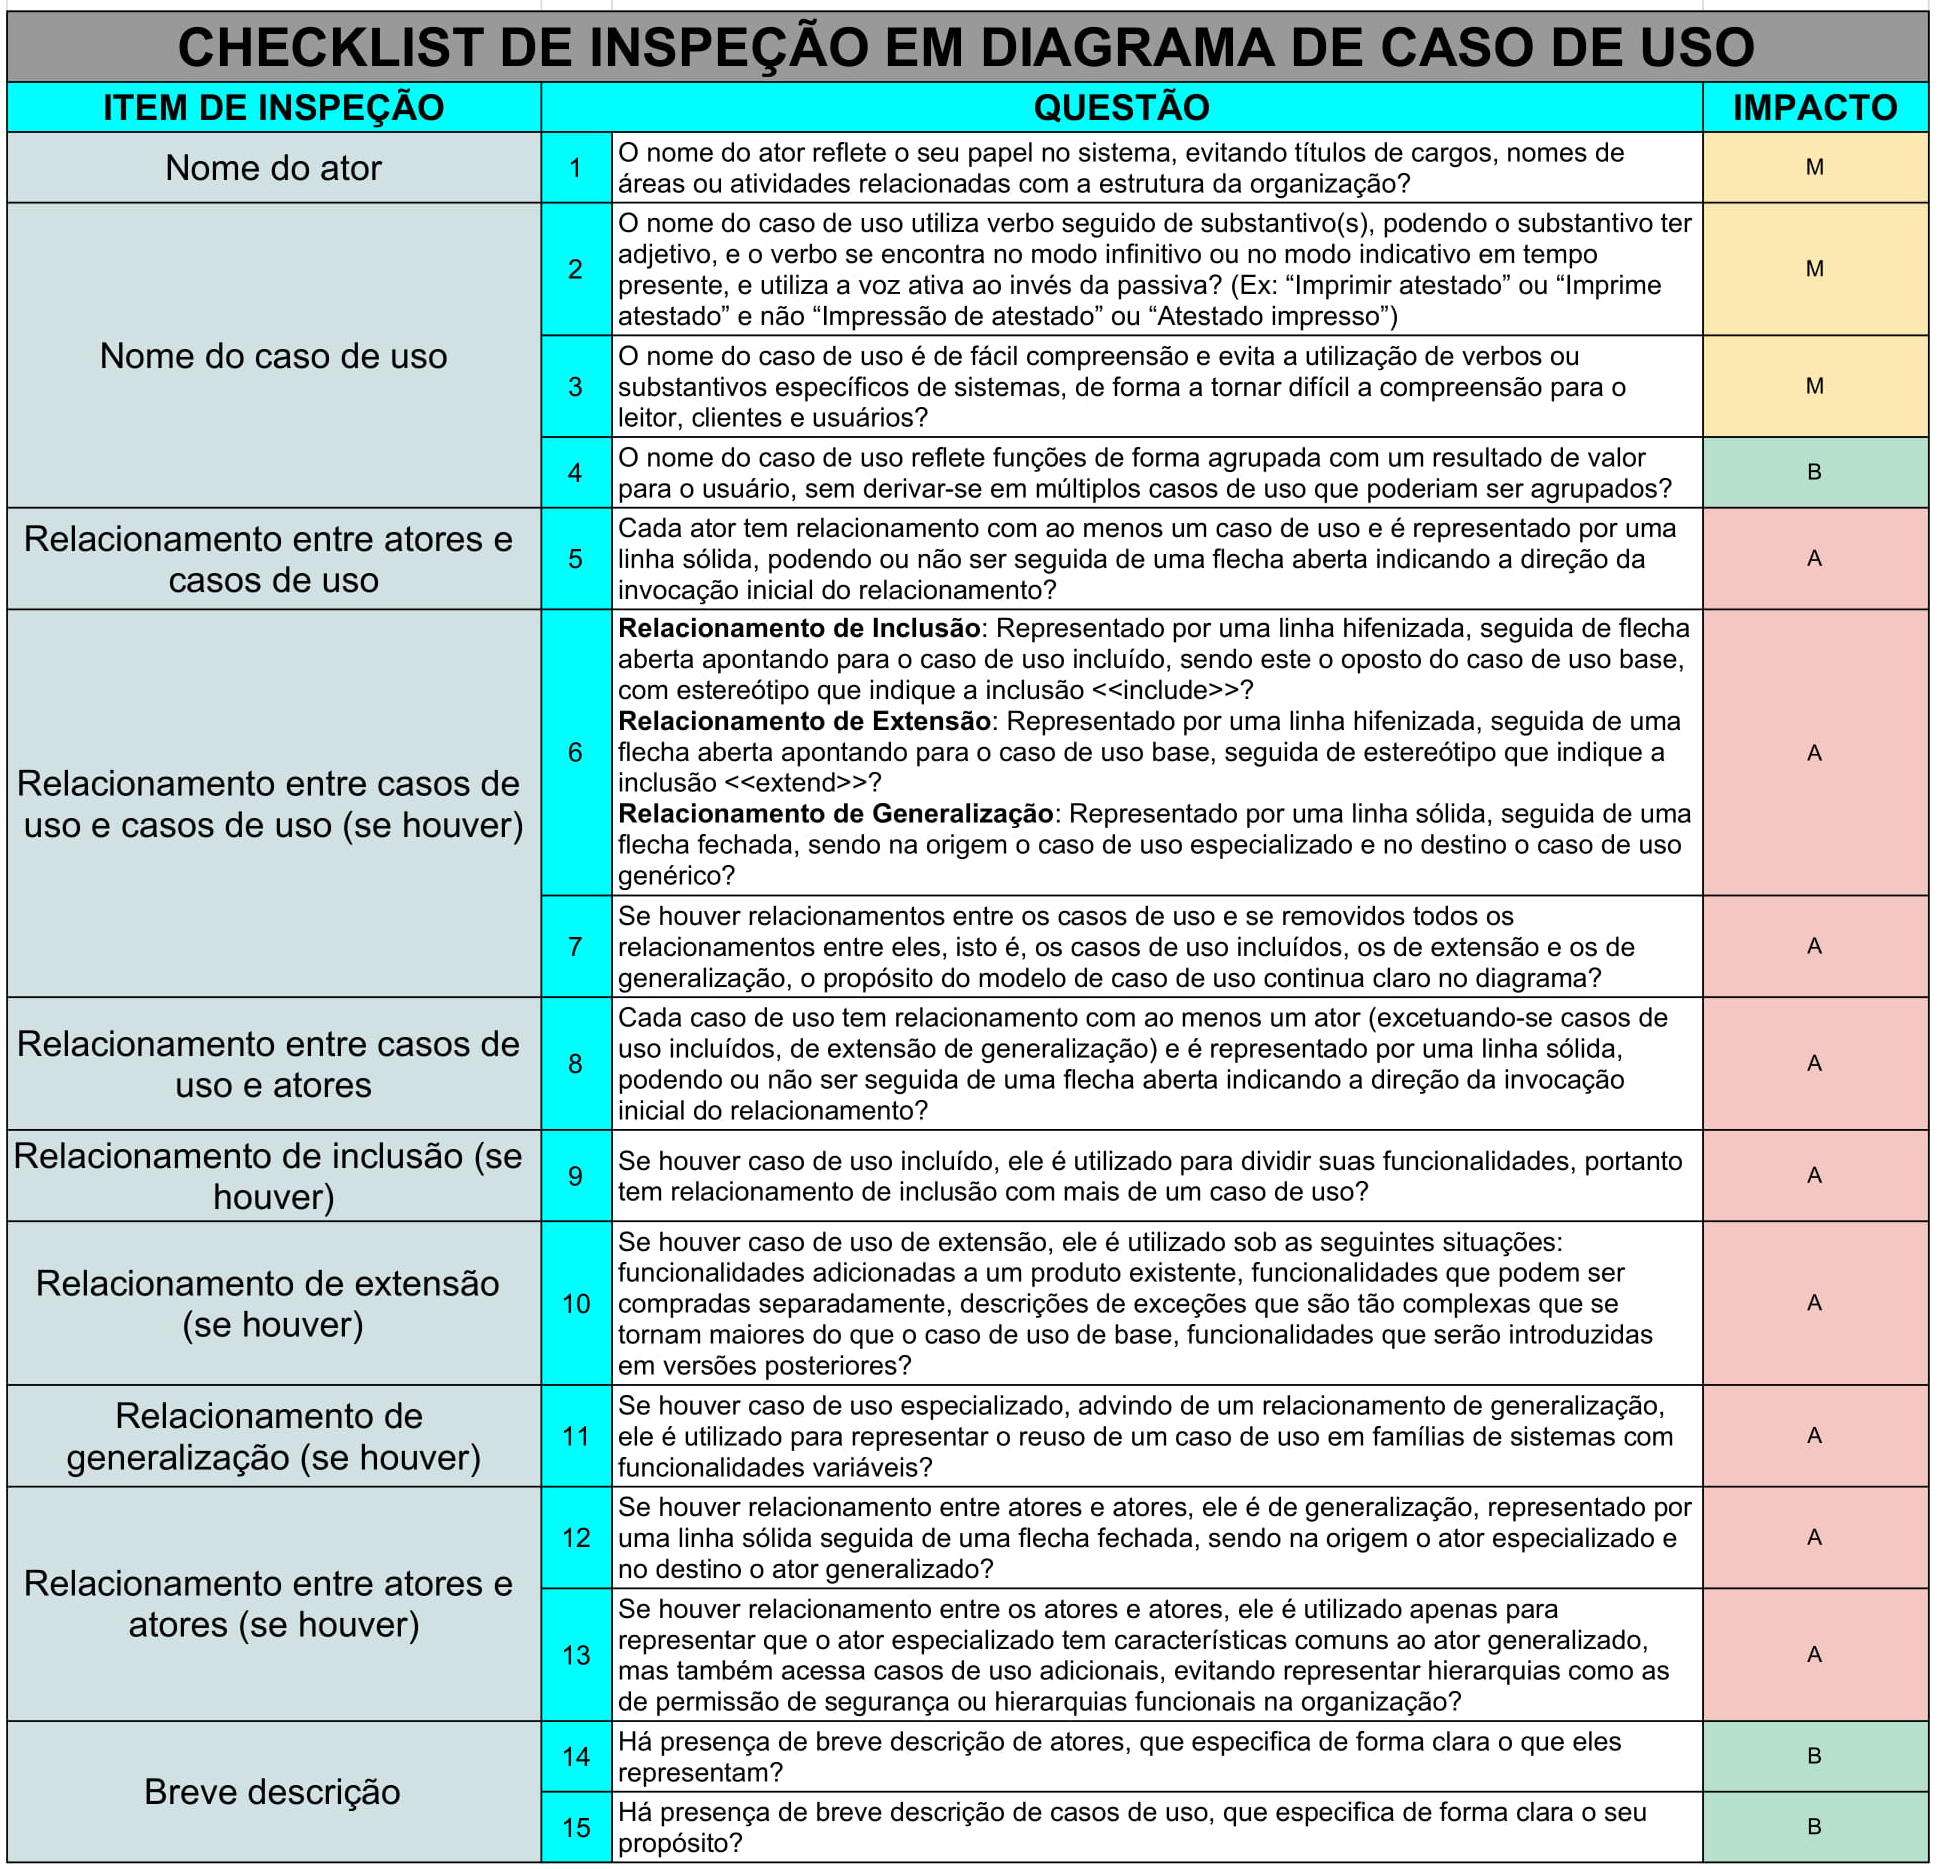 CHECKLIST DE INSPEÇÃO EM DIAGRAMA DE CASO DE USO
ITEM DE INSPEÇÃO
QUESTÃO
IMPACTO
Nome do ator
1
O nome do ator reflete o seu papel no sistema, evitando títulos de cargos, nomes de
áreas ou atividades relacionadas com a estrutura da organização?
M
Nome do caso de uso
2
O nome do caso de uso utiliza verbo seguido de substantivo(s), podendo o substantivo ter
adjetivo, e o verbo se encontra no modo infinitivo ou no modo indicativo em tempo
presente, e utiliza a voz ativa ao invés da passiva? (Ex: “Imprimir atestado” ou “Imprime
atestado” e não “Impressão de atestado” ou “Atestado impresso”)
M
3
O nome do caso de uso é de fácil compreensão e evita a utilização de verbos ou
substantivos específicos de sistemas, de forma a tornar difícil a compreensão para o
leitor, clientes e usuários?
M
4
O nome do caso de uso reflete funções de forma agrupada com um resultado de valor
para o usuário, sem derivar-se em múltiplos casos de uso que poderiam ser agrupados?
B
Relacionamento entre atores e
casos de uso
5
Cada ator tem relacionamento com ao menos um caso de uso e é representado por uma
linha sólida, podendo ou não ser seguida de uma flecha aberta indicando a direção da
invocação inicial do relacionamento?
A
Relacionamento entre casos de
uso e casos de uso (se houver)
6
Relacionamento de Inclusão: Representado por uma linha hifenizada, seguida de flecha
aberta apontando para o caso de uso incluído, sendo este o oposto do caso de uso base,
com estereótipo que indique a inclusão <<include>>?
Relacionamento de Extensão: Representado por uma linha hifenizada, seguida de uma
flecha aberta apontando para o caso de uso base, seguida de estereótipo que indique a
inclusão <<extend>>?
Relacionamento de Generalização: Representado por uma linha sólida, seguida de uma
flecha fechada, sendo na origem o caso de uso especializado e no destino o caso de uso
genérico?
A
7
Se houver relacionamentos entre os casos de uso e se removidos todos os
relacionamentos entre eles, isto é, os casos de uso incluídos, os de extensão e os de
generalização, o propósito do modelo de caso de uso continua claro no diagrama?
A
Relacionamento entre casos de
uso e atores
8
Cada caso de uso tem relacionamento com ao menos um ator (excetuando-se casos de
uso incluídos, de extensão de generalização) e é representado por uma linha sólida,
podendo ou não ser seguida de uma flecha aberta indicando a direção da invocação
inicial do relacionamento?
A
Relacionamento de inclusão (se
houver)
9
Se houver caso de uso incluído, ele é utilizado para dividir suas funcionalidades, portanto
tem relacionamento de inclusão com mais de um caso de uso?
A
Relacionamento de extensão
(se houver)
10
Se houver caso de uso de extensão, ele é utilizado sob as seguintes situações:
funcionalidades adicionadas a um produto existente, funcionalidades que podem ser
compradas separadamente, descrições de exceções que são tão complexas que se
tornam maiores do que o caso de uso de base, funcionalidades que serão introduzidas
em versões posteriores?
A
Relacionamento de
generalização (se houver)
11
Se houver caso de uso especializado, advindo de um relacionamento de generalização,
ele é utilizado para representar o reuso de um caso de uso em famílias de sistemas com
funcionalidades variáveis?
A
Relacionamento entre atores e
atores (se houver)
12
Se houver relacionamento entre atores e atores, ele é de generalização, representado por
uma linha sólida seguida de uma flecha fechada, sendo na origem o ator especializado e
no destino o ator generalizado?
A
13
Se houver relacionamento entre os atores e atores, ele é utilizado apenas para
representar que o ator especializado tem características comuns ao ator generalizado,
mas também acessa casos de uso adicionais, evitando representar hierarquias como as
de permissão de segurança ou hierarquias funcionais na organização?
A
Breve descrição
14
Há presença de breve descrição de atores, que especifica de forma clara o que eles
representam?
B
15
Há presença de breve descrição de casos de uso, que especifica de forma clara o seu
propósito?
B